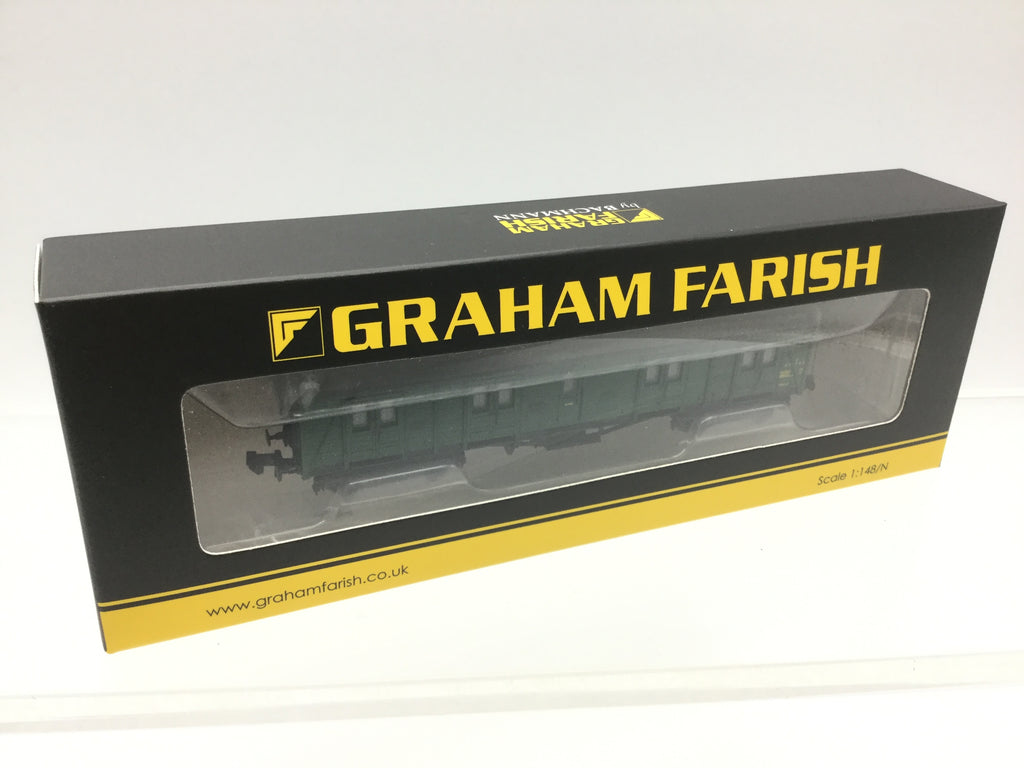 GRAHAM
FARISH
by BACHMANN
GRAHAM FARISH
Scale 1:148/N
www.grahamfarish.co.uk